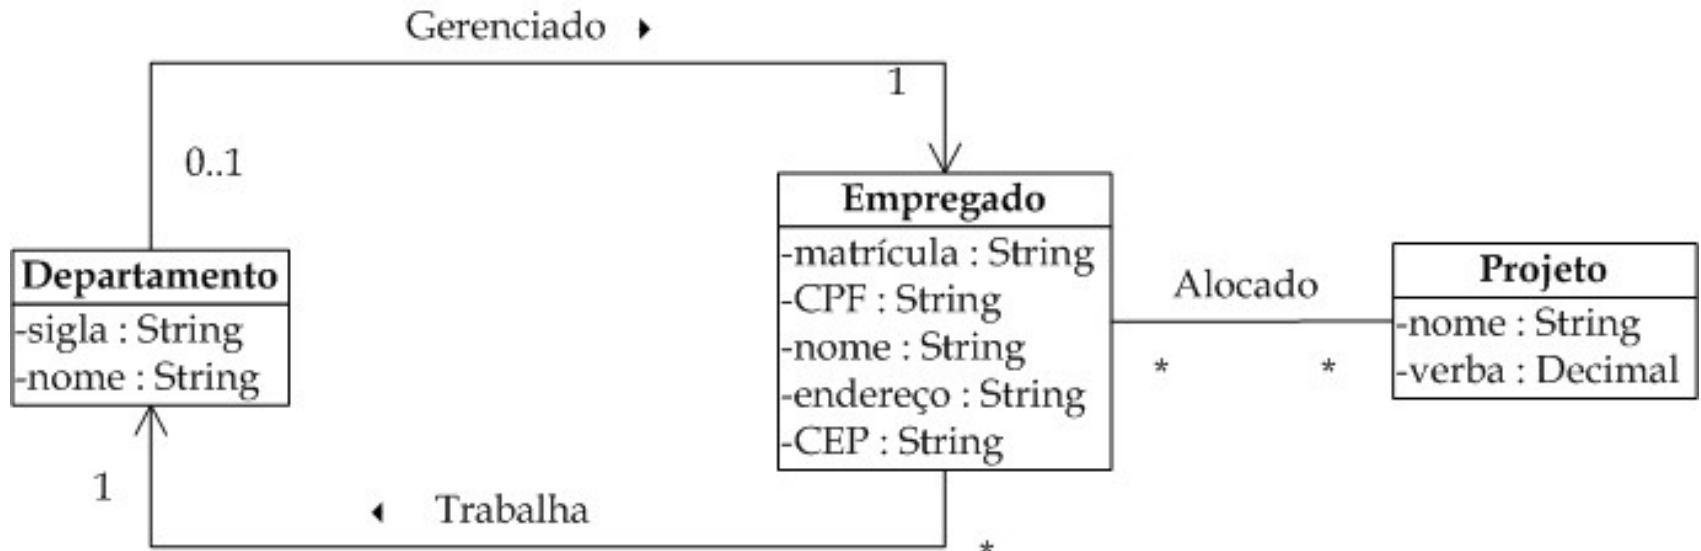 Gerenciado
1
0..1
Departamento
-sigla : String
-nome : String
Empregado
-matrícula : String
-CPF : String
-nome : String
-endereço : String
-CEP : String
Alocado
*
*
Projeto
-nome : String
-verba : Decimal
1
Trabalha
*